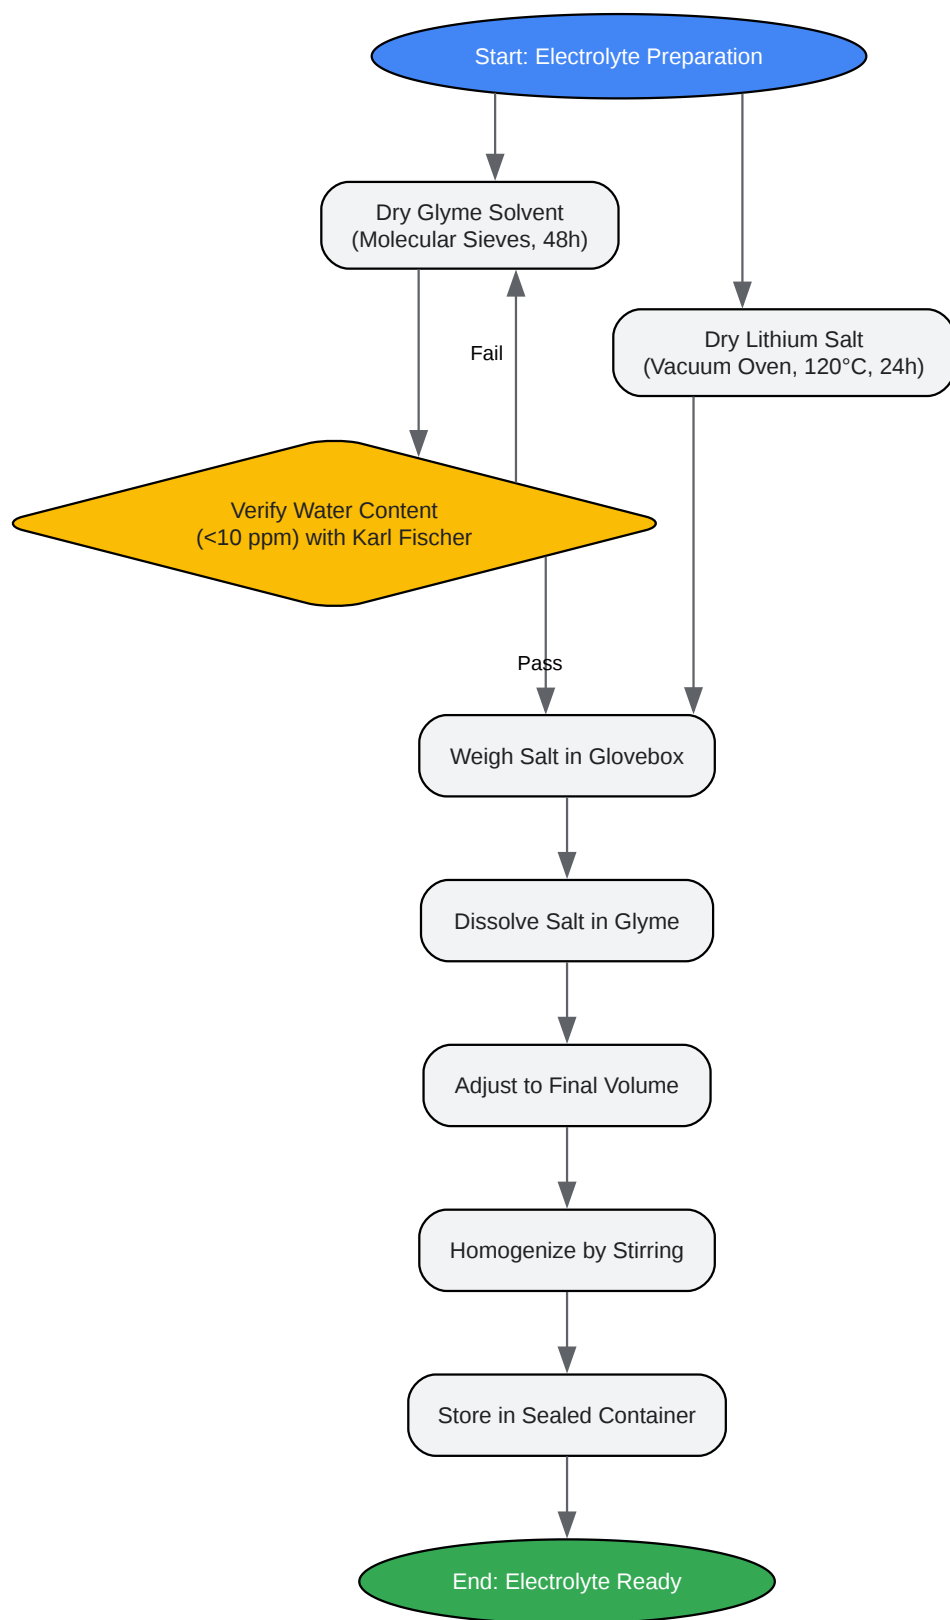 Start: Electrolyte Preparation
Dry Glyme Solvent
(Molecular Sieves, 48h)
Dry Lithium Salt
(Vacuum Oven, 120°C, 24h)
Fail
Verify Water Content
(<10 ppm) with Karl Fischer
Pass
Weigh Salt in Glovebox
Dissolve Salt in Glyme
Adjust to Final Volume
Homogenize by Stirring
Store in Sealed Container
End: Electrolyte Ready